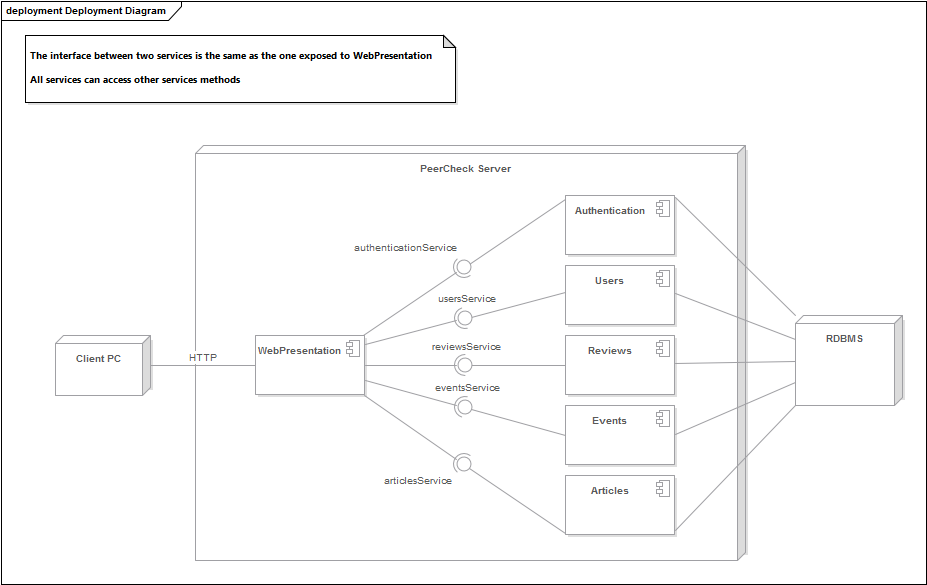 deployment Deployment Diagram
The interface between two services is the same as the one exposed to WebPresentation
All services can access other services methods
PeerCheck Server
Authentication
authenticationService
Users
usersService
RDBMS
reviewsService
Reviews
WebPresentation
HTTP
Client PC
eventsService
Events
articlesService
Articles